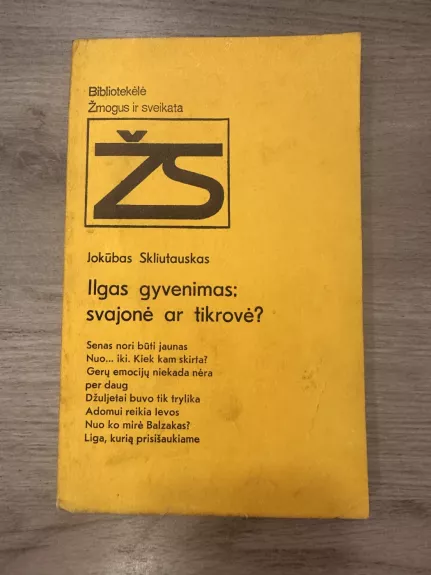 Bibliotekėlė
Žmogus ir sveikata
ŽS
Jokūbas Skliutauskas
Ilgas gyvenimas:
svajonė ar tikrovė?
Senas nori būti jaunas
Nuo... iki. Kiek kam skirta?
Gerų emocijų niekada nėra
per daug
Džuljetai buvo tik trylika
Adomui reikia Ievos
Nuo ko mirė Balzakas?
Liga, kurią prisišaukiame